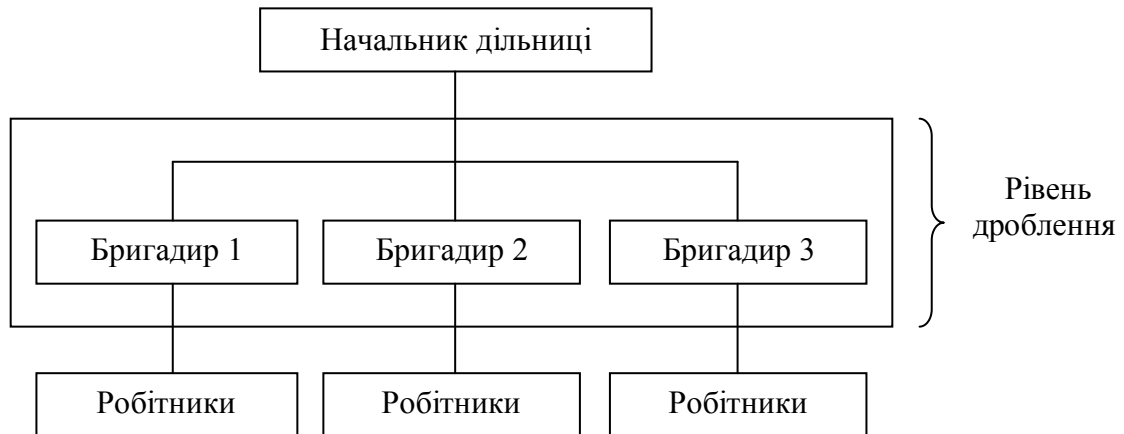 Начальник дільниці
Рівень
дроблення
Бригадир 1
Бригадир 2
Бригадир 3
Робітники
Робітники
Робітники